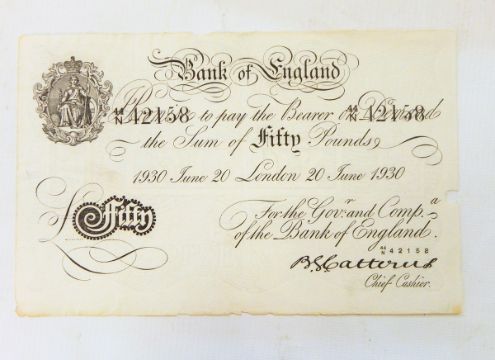 Bank of England
Promise to pay the Bearer on Demand
42158 42158
the Sum of Fifty Pounds
1930 June 20 London 20 June 1930
£ Fifty
For the Gov.r and Comp.a
of the Bank of England.
42158
B G Catterns
Chief Cashier.